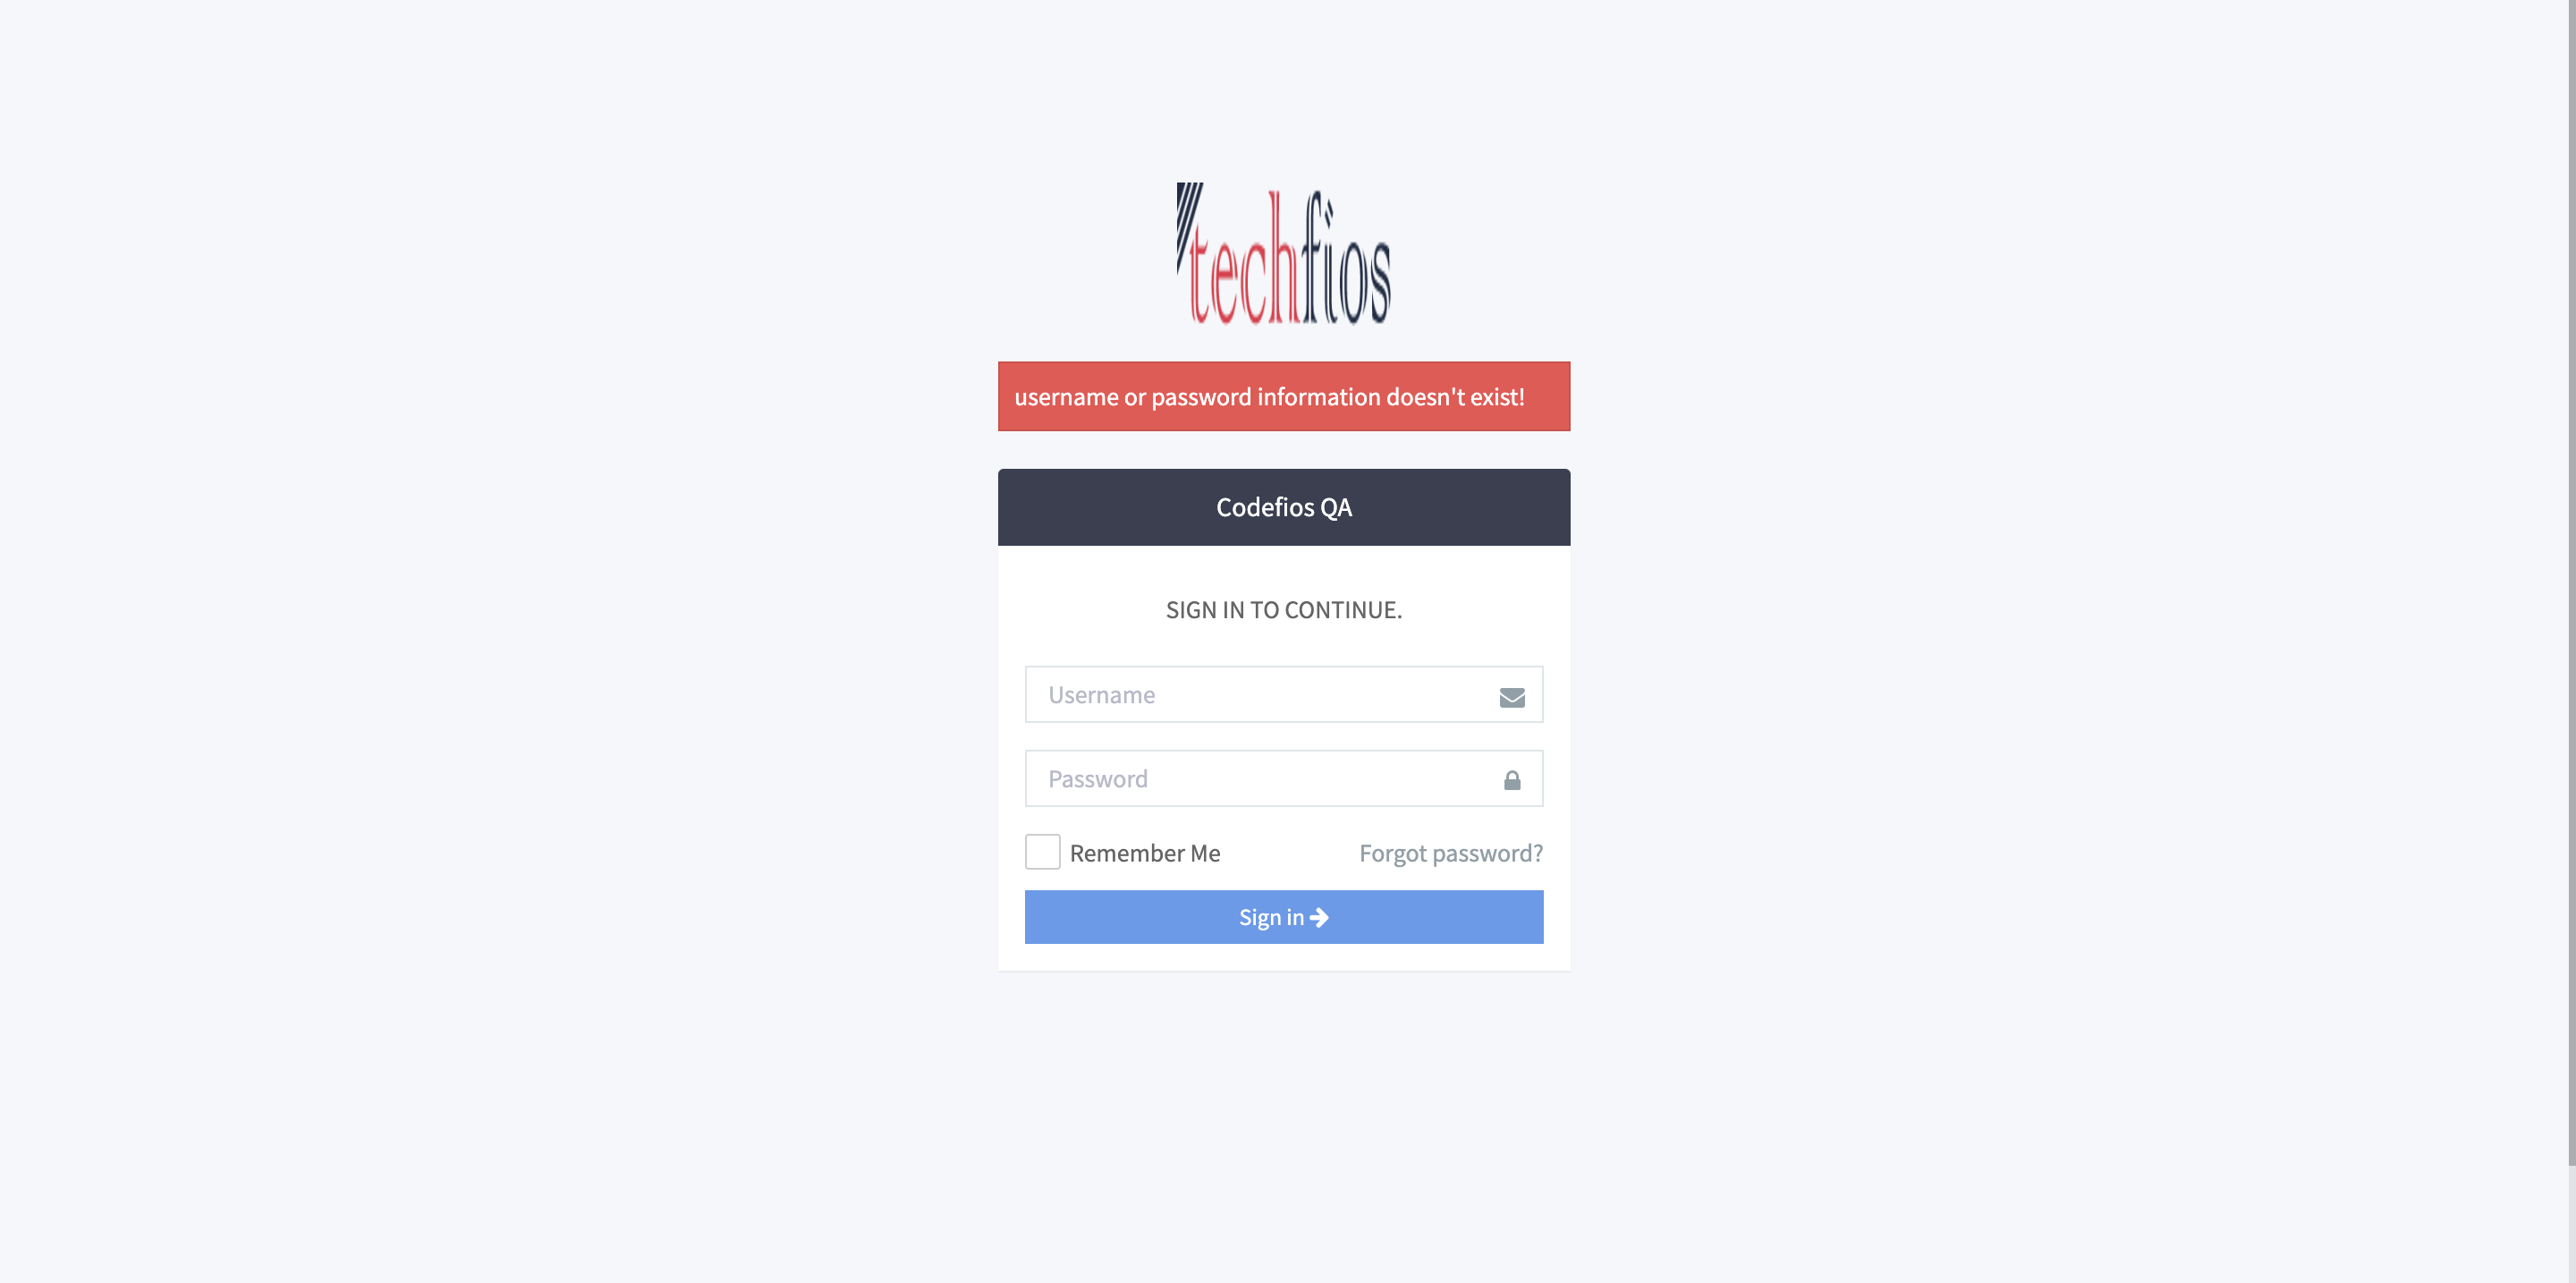 techfios
username or password information doesn't exist!
Codefios QA
SIGN IN TO CONTINUE.
Username
Password
Remember Me Forgot password?
Sign in